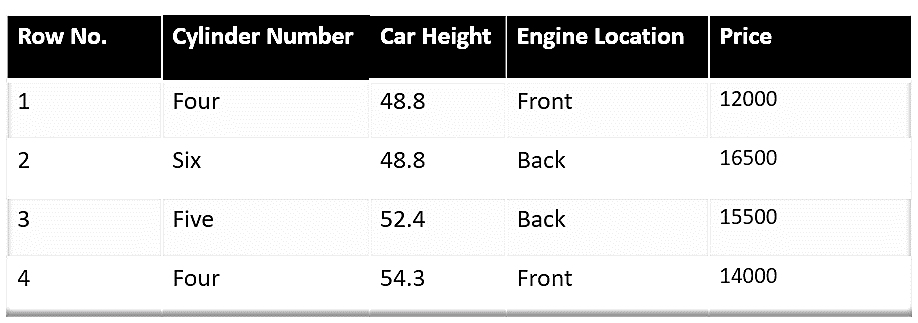 Row No. Cylinder Number Car Height Engine Location Price
1 Four 48.8 Front 12000
2 Six 48.8 Back 16500
3 Five 52.4 Back 15500
4 Four 54.3 Front 14000